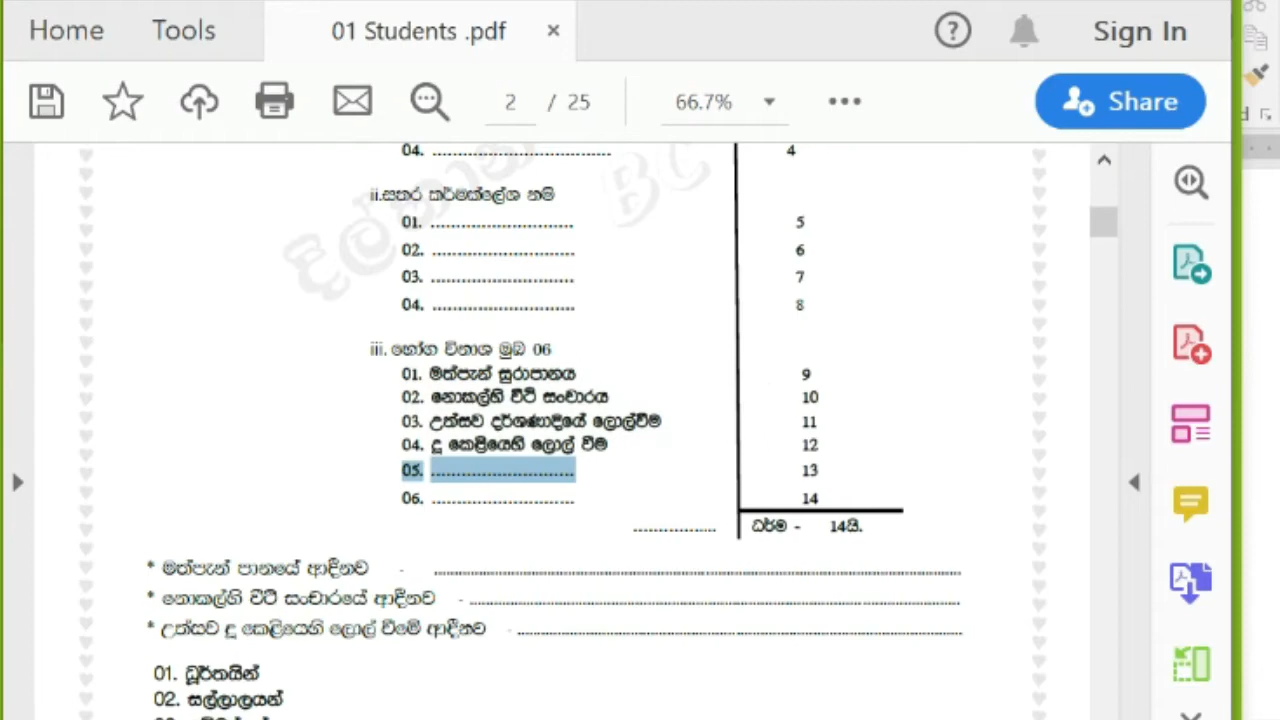 Home Tools 01 Students .pdf × Sign In
2 / 25 66.7% Share
04. .................................... 4
ii.සතර කර්මක්ලේශ නම්
01. ............................. 5
02. ............................. 6
03. ............................. 7
04. ............................. 8
iii. භෝග විනාශ මුඛ 06
01. මත්පැන් සුරාපානය 9
02. නොකල්හි වීථි සංචාරය 10
03. උත්සව දර්ශණාදියේ ලොල්වීම 11
04. දූ කෙළියෙහි ලොල් වීම 12
05. ............................. 13
06. ............................. 14
................. ධර්ම - 14යි.
* මත්පැන් පානයේ ආදීනව - ..........................................................................
* නොකල්හි වීථි සංචාරයේ ආදීනව - ..........................................................................
* උත්සව දූ කෙළියෙහි ලොල් වීමේ ආදීනව - ..........................................................................
01. ධූර්තයින්
02. සල්ලාලයන්
BC